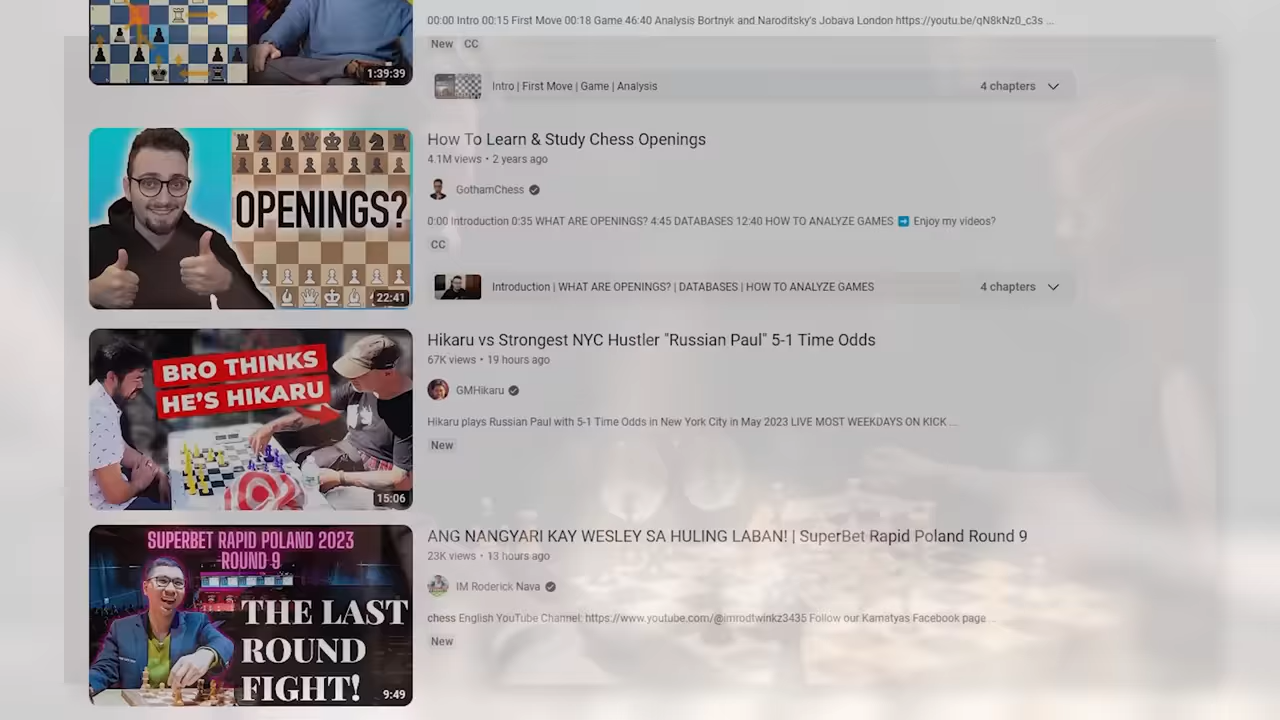 00:00 Intro 00:15 First Move 00:18 Game 46:40 Analysis Bortnyk and Naroditsky's Jobava London https://youtu.be/qN8kNz0_c3s ...
New CC
1:39:39
Intro | First Move | Game | Analysis 4 chapters
How To Learn & Study Chess Openings
4.1M views • 2 years ago
GothamChess
OPENINGS?
0:00 Introduction 0:35 WHAT ARE OPENINGS? 4:45 DATABASES 12:40 HOW TO ANALYZE GAMES ➡️ Enjoy my videos?
CC
22:41
Introduction | WHAT ARE OPENINGS? | DATABASES | HOW TO ANALYZE GAMES 4 chapters
Hikaru vs Strongest NYC Hustler "Russian Paul" 5-1 Time Odds
67K views • 19 hours ago
BRO THINKS
HE'S HIKARU
GMHikaru
Hikaru plays Russian Paul with 5-1 Time Odds in New York City in May 2023 LIVE MOST WEEKDAYS ON KICK ...
New
15:06
ANG NANGYARI KAY WESLEY SA HULING LABAN! | SuperBet Rapid Poland Round 9
23K views • 13 hours ago
SUPERBET RAPID POLAND 2023
ROUND 9
IM Roderick Nava
THE LAST
ROUND
FIGHT!
chess English YouTube Channel: https://www.youtube.com/@imrodtwinkz3435 Follow our Kamatyas Facebook page ...
New
9:49